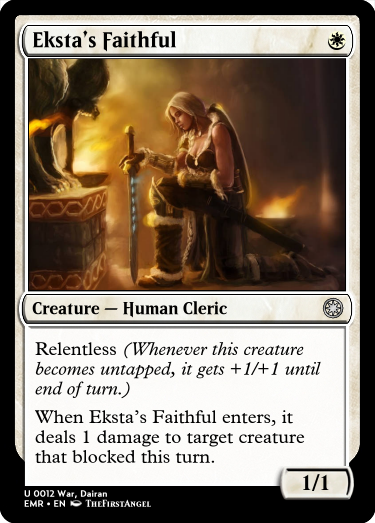 Eksta's Faithful
Creature — Human Cleric
Relentless (Whenever this creature
becomes untapped, it gets +1/+1 until
end of turn.)
When Eksta's Faithful enters, it
deals 1 damage to target creature
that blocked this turn.
1/1
U 0012 War, Dairan
EMR • EN TheFirstAngel